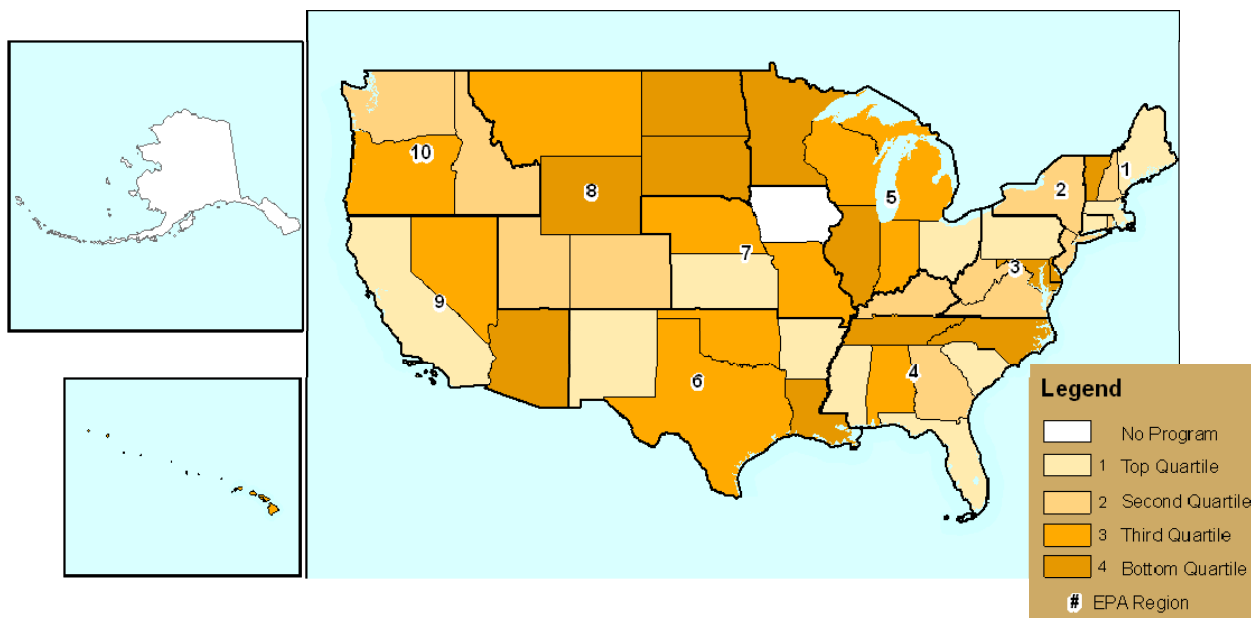 10
8
5
2
1
7
3
9
6
4
Legend
No Program
1 Top Quartile
2 Second Quartile
3 Third Quartile
4 Bottom Quartile
# EPA Region